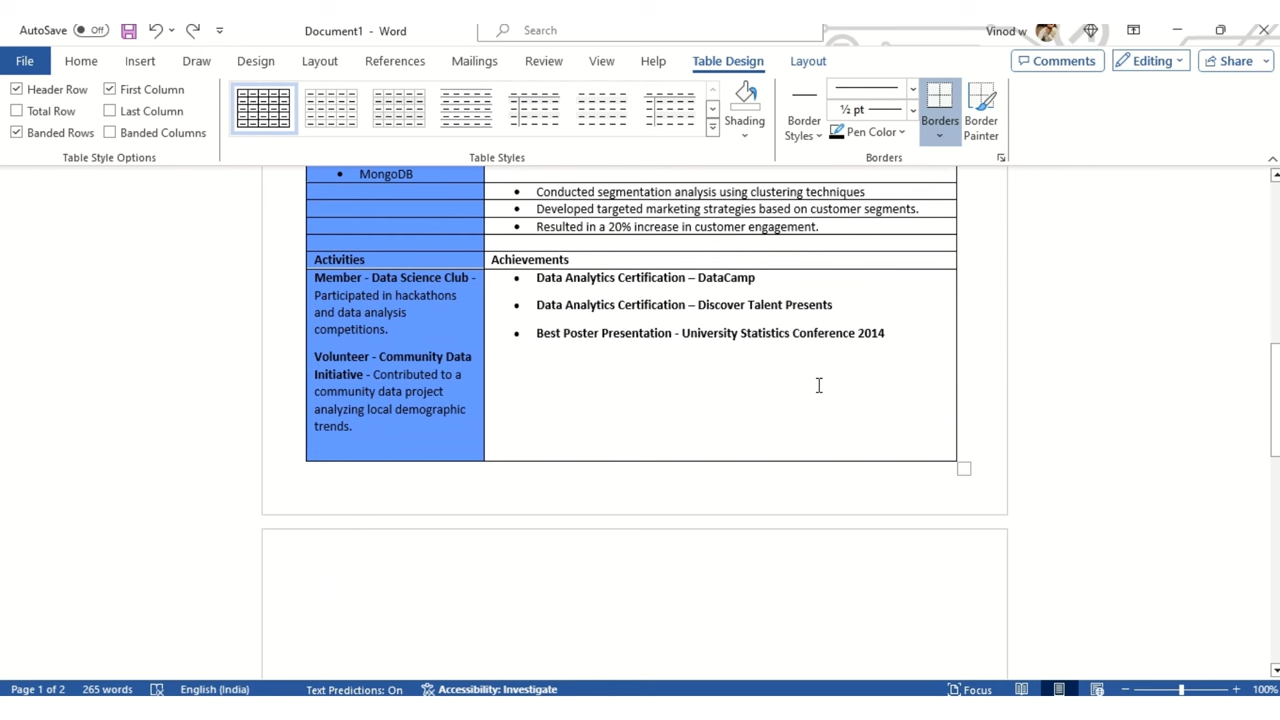 AutoSave Off Document1 - Word Search Vinod w
File Home Insert Draw Design Layout References Mailings Review View Help Table Design Layout Comments Editing Share
Header Row First Column
Total Row Last Column
Banded Rows Banded Columns
Table Style Options
Table Styles
Shading
Border
Styles
½ pt
Pen Color
Borders
Border
Painter
Borders
• MongoDB
• Conducted segmentation analysis using clustering techniques
• Developed targeted marketing strategies based on customer segments.
• Resulted in a 20% increase in customer engagement.
Activities
Achievements
Member - Data Science Club -
Participated in hackathons
and data analysis
competitions.
Volunteer - Community Data
Initiative - Contributed to a
community data project
analyzing local demographic
trends.
• Data Analytics Certification – DataCamp
• Data Analytics Certification – Discover Talent Presents
• Best Poster Presentation - University Statistics Conference 2014
Page 1 of 2 265 words English (India) Text Predictions: On Accessibility: Investigate Focus 100%